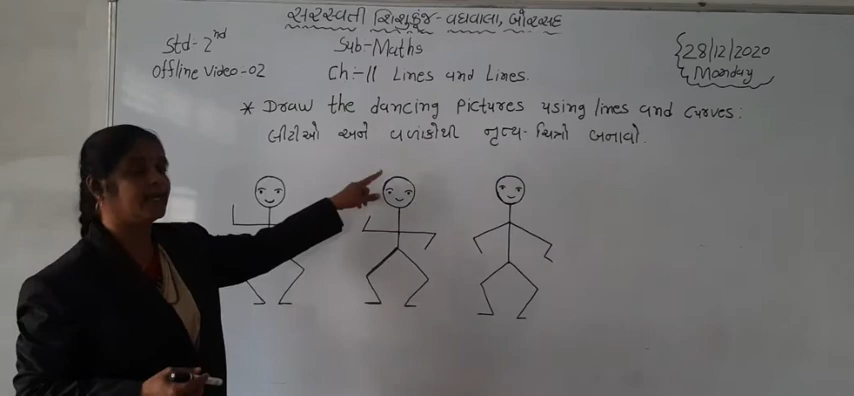 સરસ્વતી શિશુકુંજ - વઘવાલા, બોરસદ
Std - 2nd
Sub - Maths
28/12/2020
Monday
Offline Video - 02
Ch:-11 Lines and Lines.
* Draw the dancing pictures using lines and curves:
લીટીઓ અને વળાંકોથી નૃત્ય-ચિત્રો બનાવો.